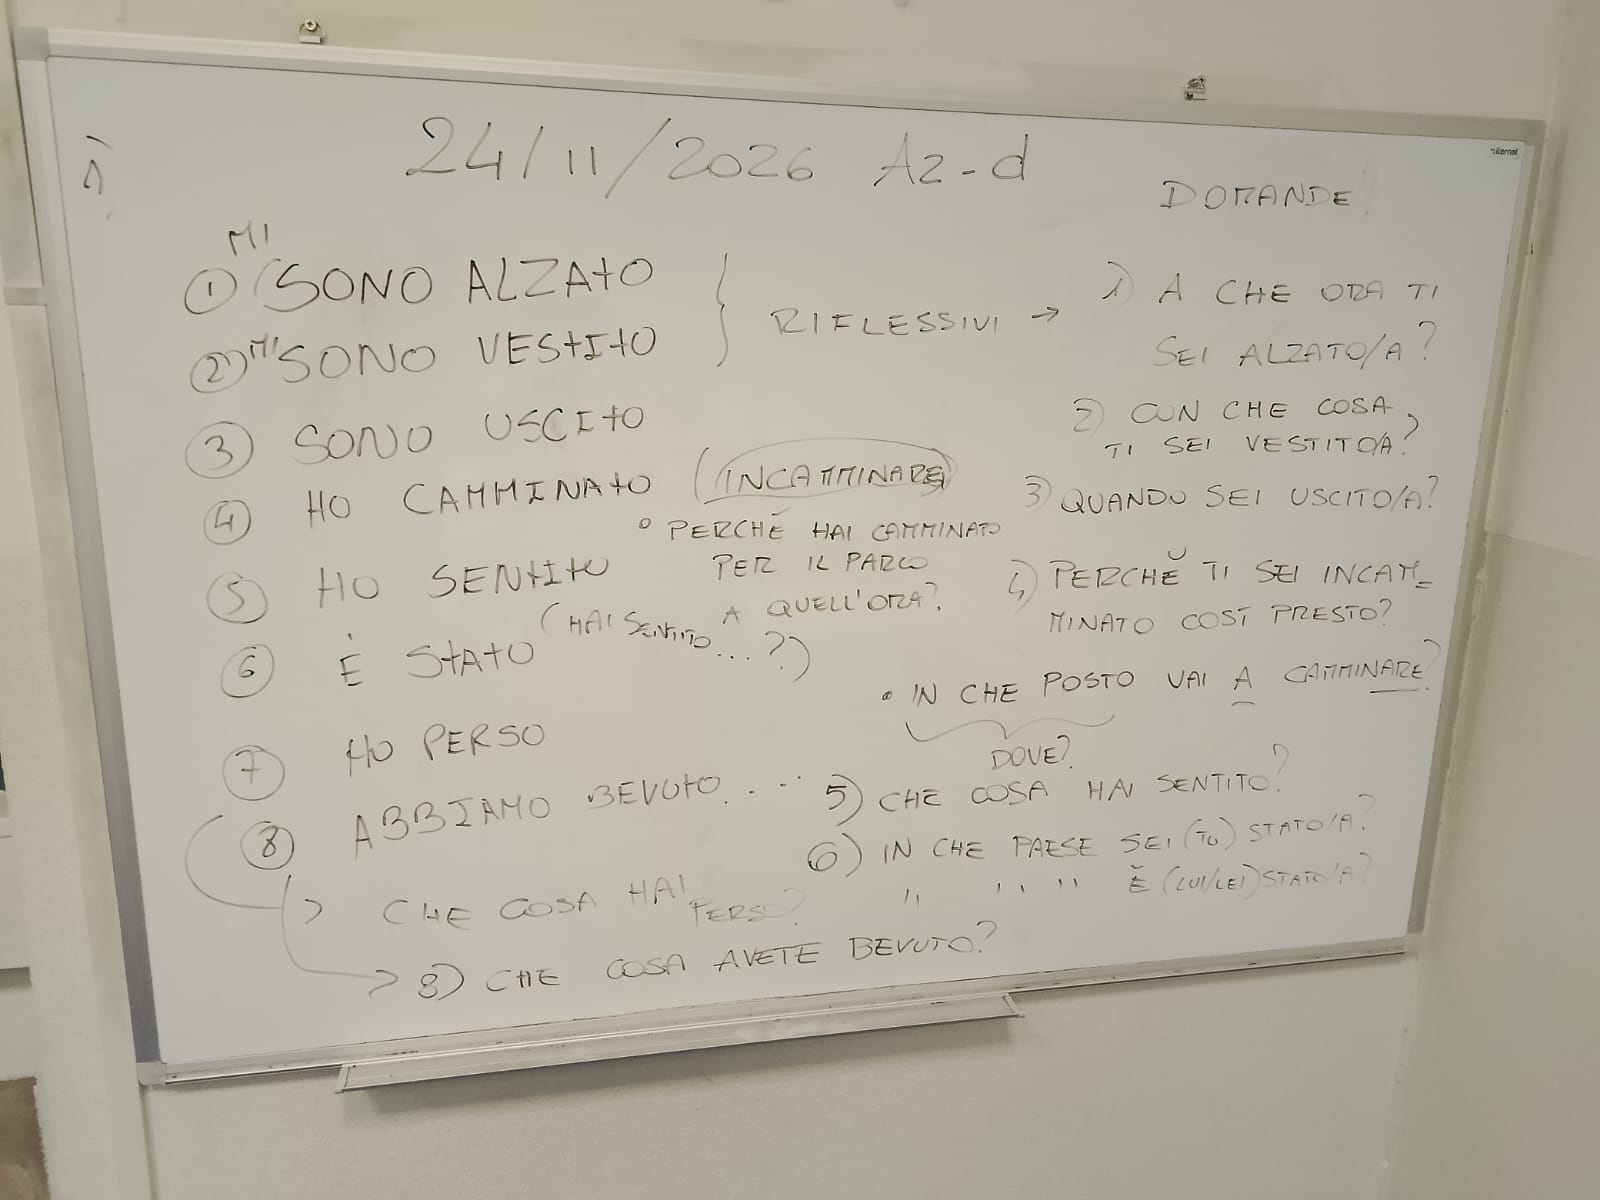 24/11/2026 A2-d
1)
DOMANDE?
MI
1 SONO ALZATO
2 MI SONO VESTITO
RIFLESSIVI →
3 SONO USCITO
4 HO CAMMINATO (INCAMMINARE)
• PERCHÉ HAI CAMMINATO
PER IL PARCO
A QUELL'ORA?
5 HO SENTITO
(HAI SENTITO...?)
6 È STATO
7 HO PERSO
8 ABBIAMO BEVUTO...
> CHE COSA HAI PERSO?
> 8) CHE COSA AVETE BEVUTO?
1) A CHE ORA TI
SEI ALZATO/A?
2) CON CHE COSA
TI SEI VESTITO/A?
3) QUANDO SEI USCITO/A?
4) PERCHÉ TI SEI INCAM=
MINATO COSÌ PRESTO?
• IN CHE POSTO VAI A CAMMINARE?
DOVE?
5) CHE COSA HAI SENTITO?
6) IN CHE PAESE SEI (TU) STATO/A?
" " " È (LUI/LEI) STATO/A?